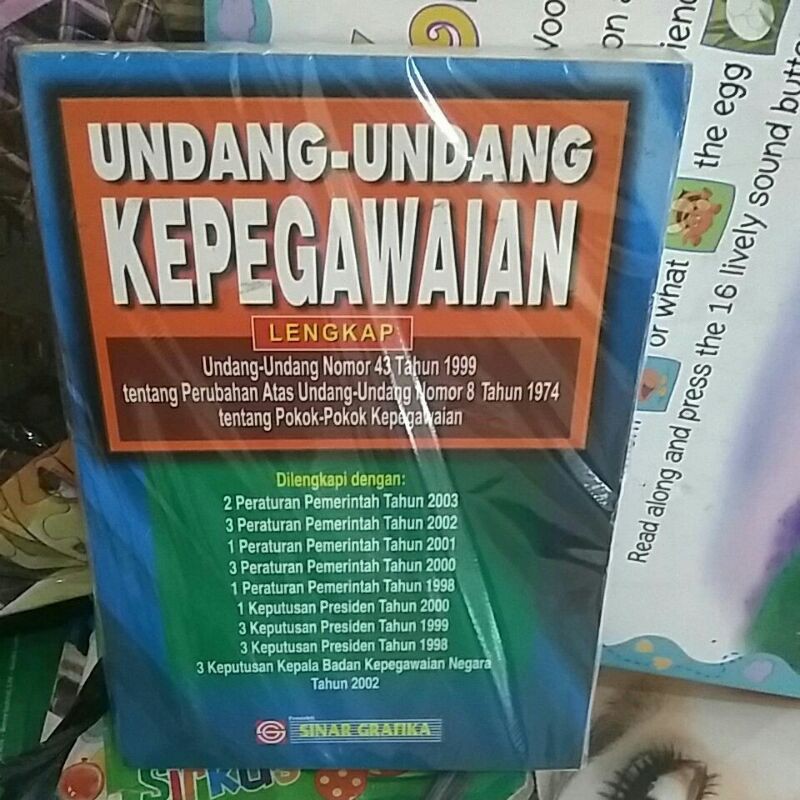 UNDANG-UNDANG
KEPEGAWAIAN
LENGKAP
Undang-Undang Nomor 43 Tahun 1999
tentang Perubahan Atas Undang-Undang Nomor 8 Tahun 1974
tentang Pokok-Pokok Kepegawaian
Dilengkapi dengan:
2 Peraturan Pemerintah Tahun 2003
3 Peraturan Pemerintah Tahun 2002
1 Peraturan Pemerintah Tahun 2001
3 Peraturan Pemerintah Tahun 2000
1 Peraturan Pemerintah Tahun 1998
1 Keputusan Presiden Tahun 2000
3 Keputusan Presiden Tahun 1999
3 Keputusan Presiden Tahun 1998
3 Keputusan Kepala Badan Kepegawaian Negara
Tahun 2002
Penerbit
SINAR GRAFIKA
the egg
or what
Read along and press the 16 lively sound